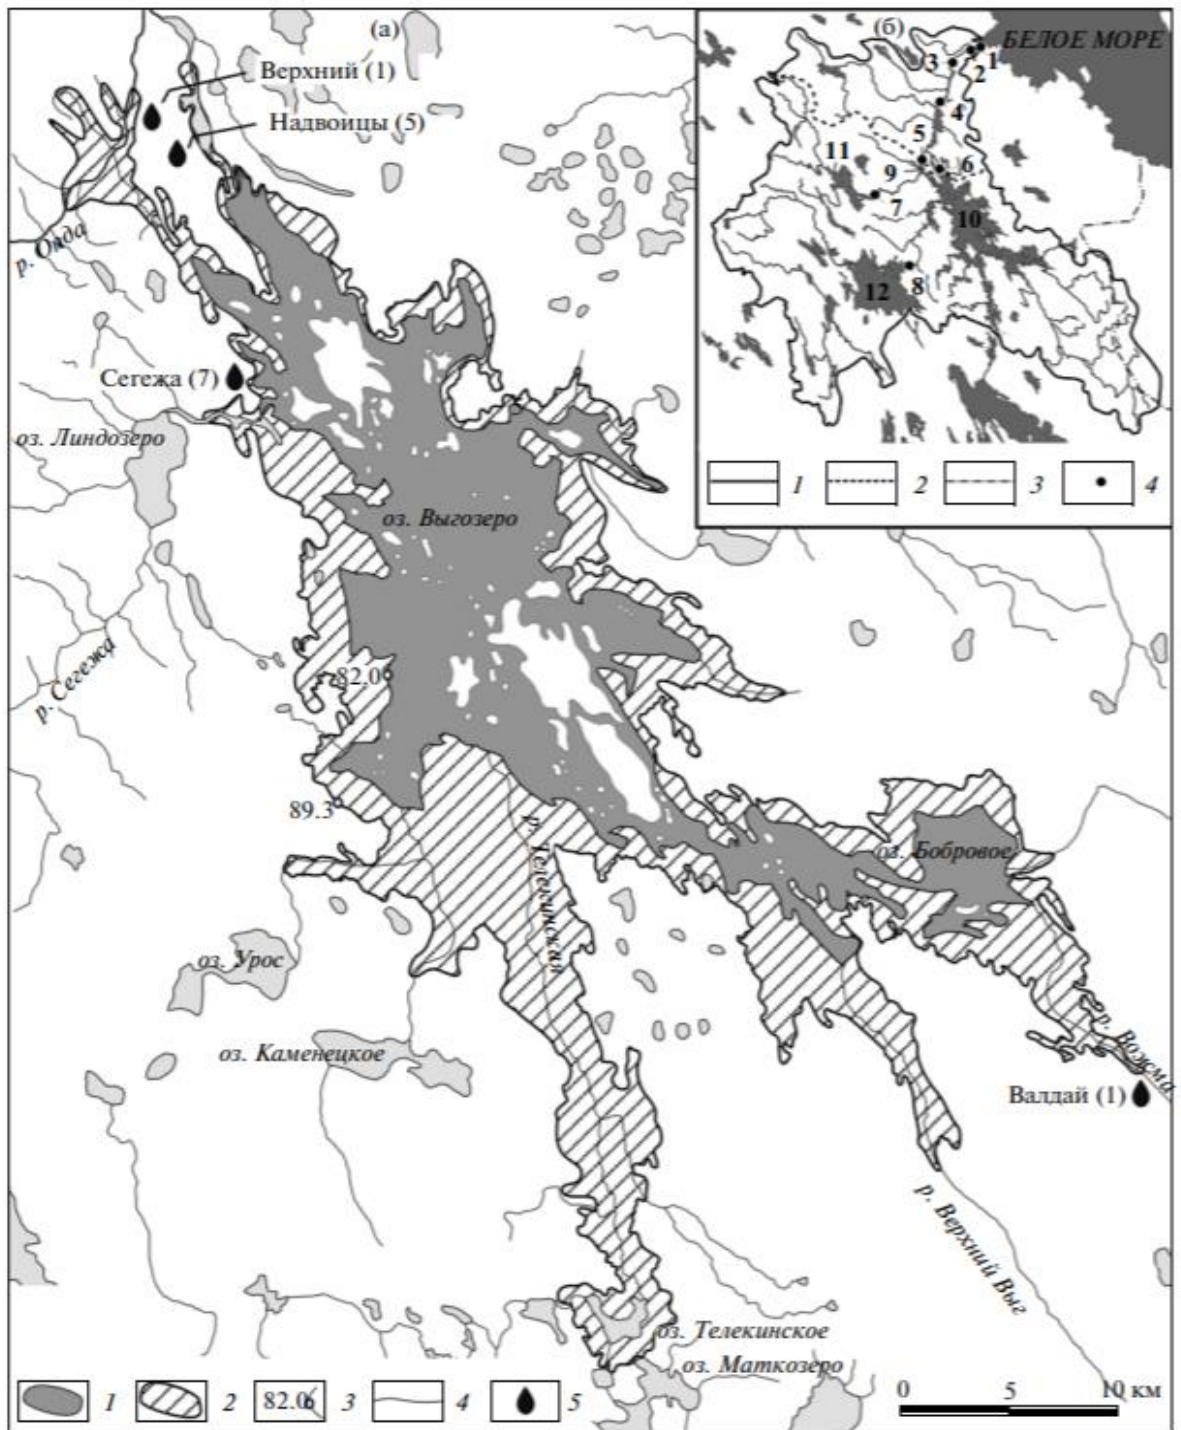 (а)
Верхний (1)
Надвоицы (5)
р. Онда
Сегежа (7)
оз. Линдозеро
оз. Выгозеро
р. Сегежа
82.0
89.3
р. Телекинская
оз. Бобровое
оз. Урос
оз. Каменецкое
р. Вожма
Валдай (1)
р. Верхний Выг
оз. Телекинское
оз. Маткозеро
1
2
82.0
3
4
5
0 5 10 км
(б)
БЕЛОЕ МОРЕ
1
2
3
4
5
6
11
9
7
10
8
12
1
2
3
4